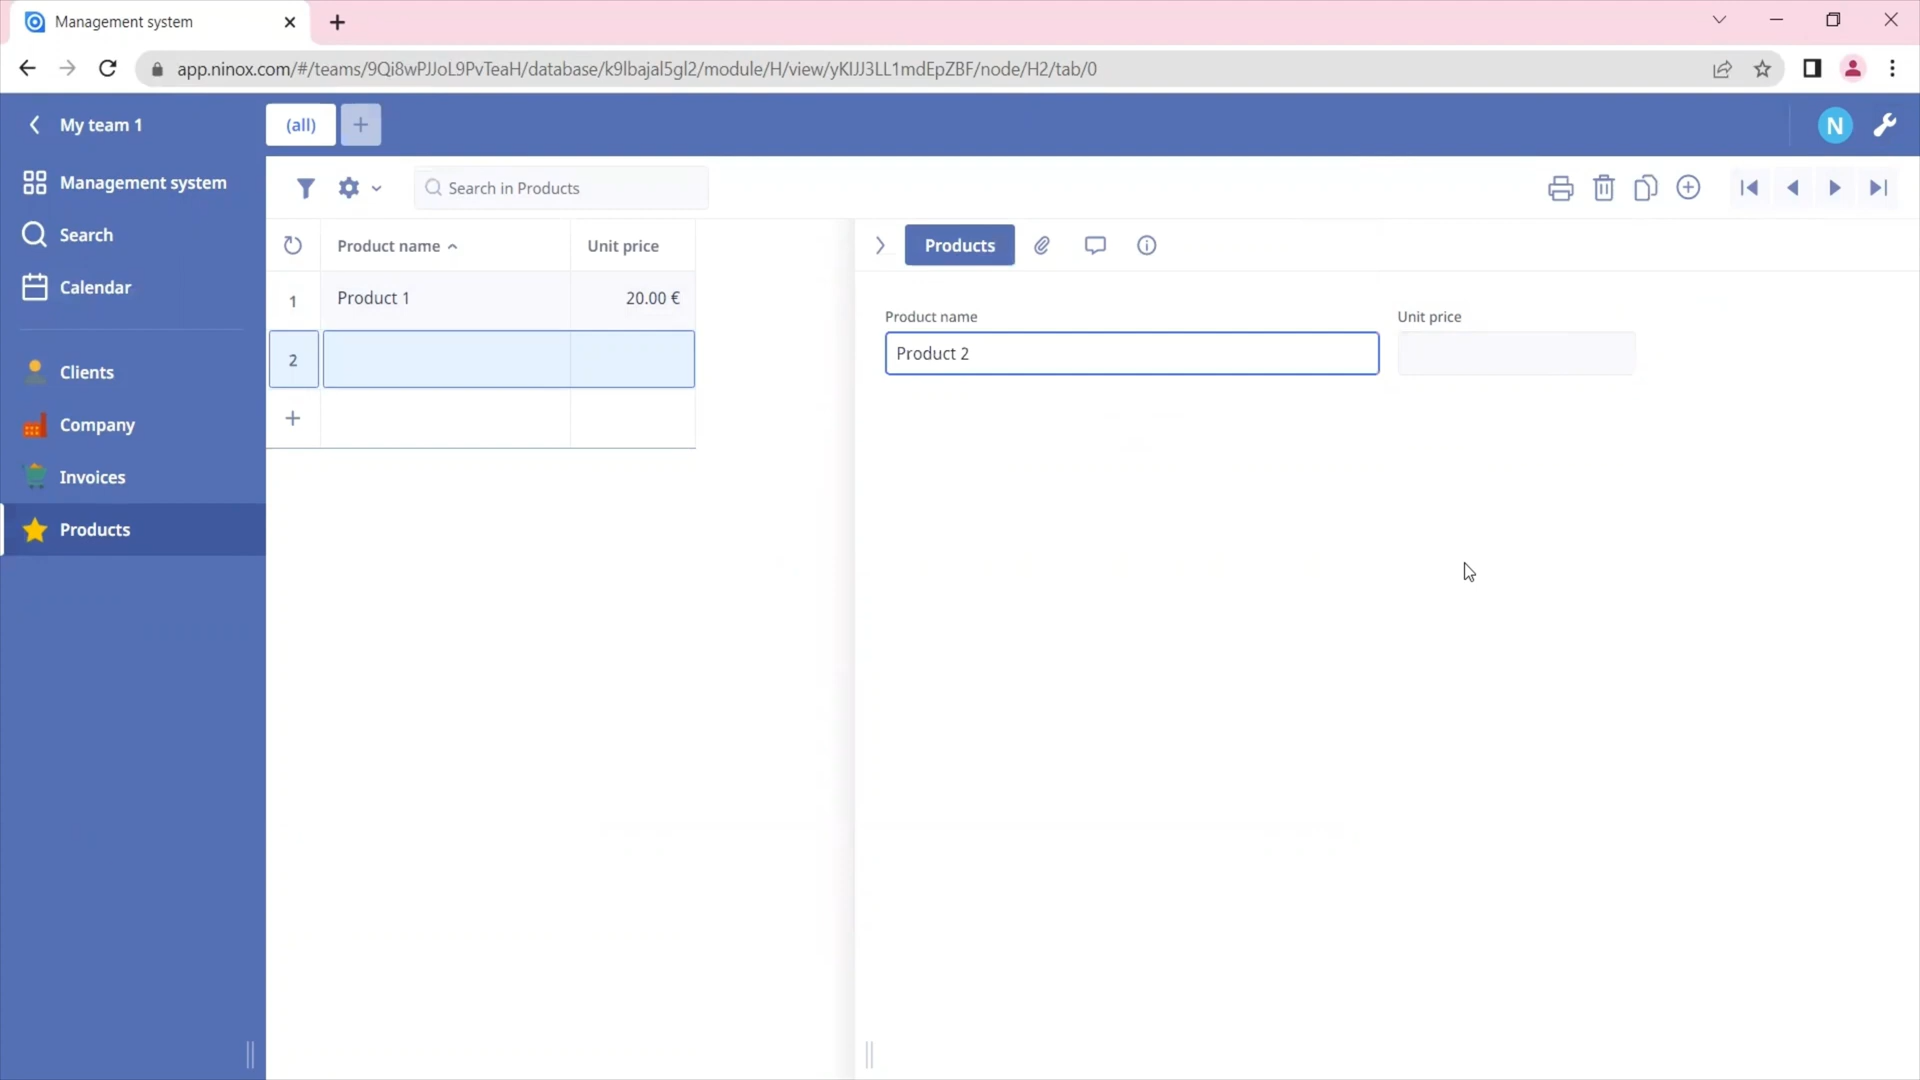 Management system
app.ninox.com/#/teams/9Qi8wPJJoL9PvTeaH/database/k9lbajal5gl2/module/H/view/yKIJJ3LL1mdEpZBF/node/H2/tab/0
My team 1
(all)
N
Management system
Search in Products
Search
Product name
Unit price
Products
Calendar
1
Product 1
20.00 €
Product name
Unit price
2
Product 2
Clients
Company
Invoices
Products